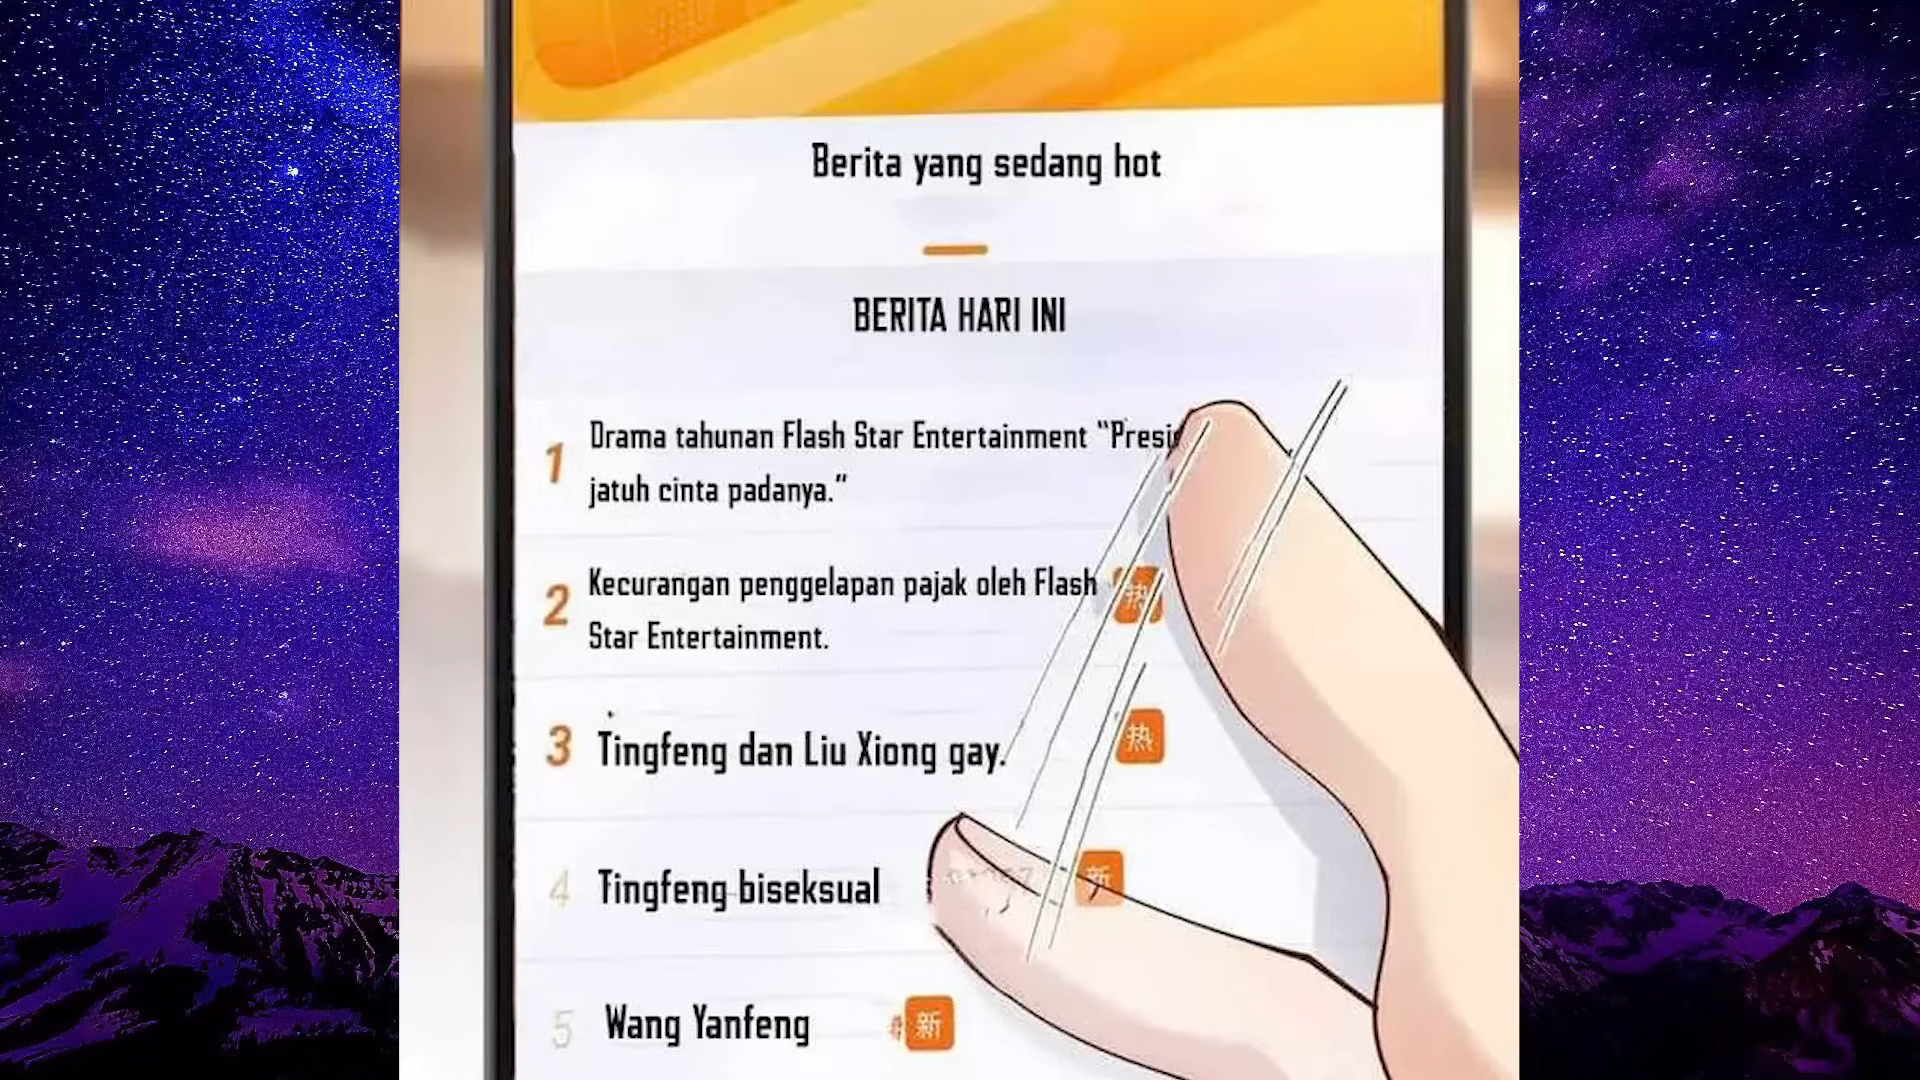 Berita yang sedang hot
BERITA HARI INI
1 Drama tahunan Flash Star Entertainment “Presi
jatuh cinta padanya.”
2 Kecurangan penggelapan pajak oleh Flash 热
Star Entertainment.
3 Tingfeng dan Liu Xiong gay. 热
4 Tingfeng biseksual 新
5 Wang Yanfeng 新